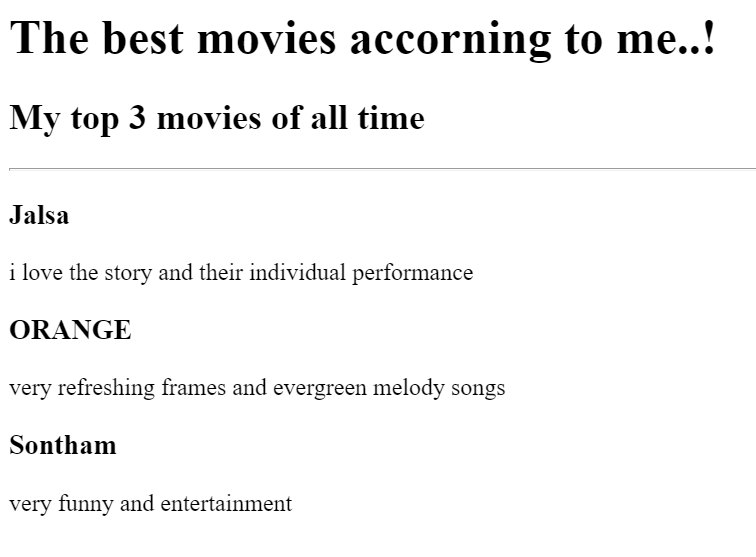 The best movies accorning to me..!
My top 3 movies of all time
Jalsa
i love the story and their individual performance
ORANGE
very refreshing frames and evergreen melody songs
Sontham
very funny and entertainment